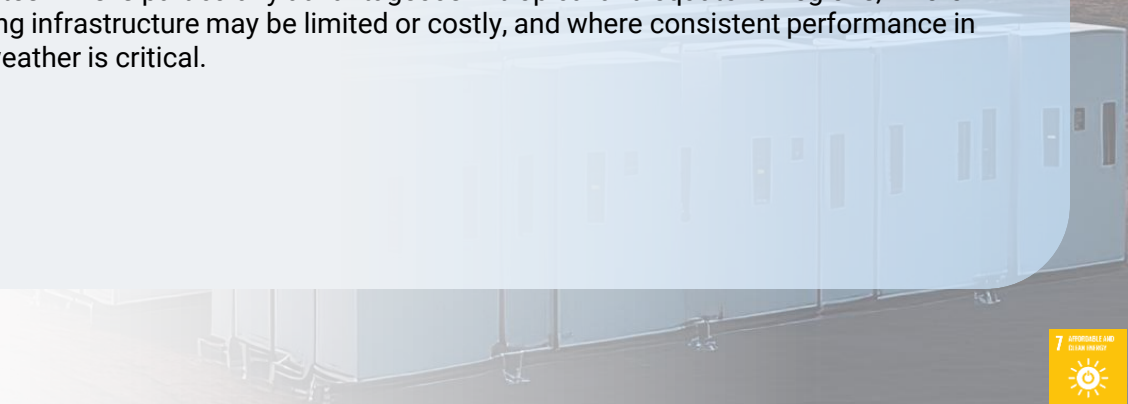 ng infrastructure may be limited or costly, and where consistent performance in
eather is critical.
7 AFFORDABLE AND
CLEAN ENERGY